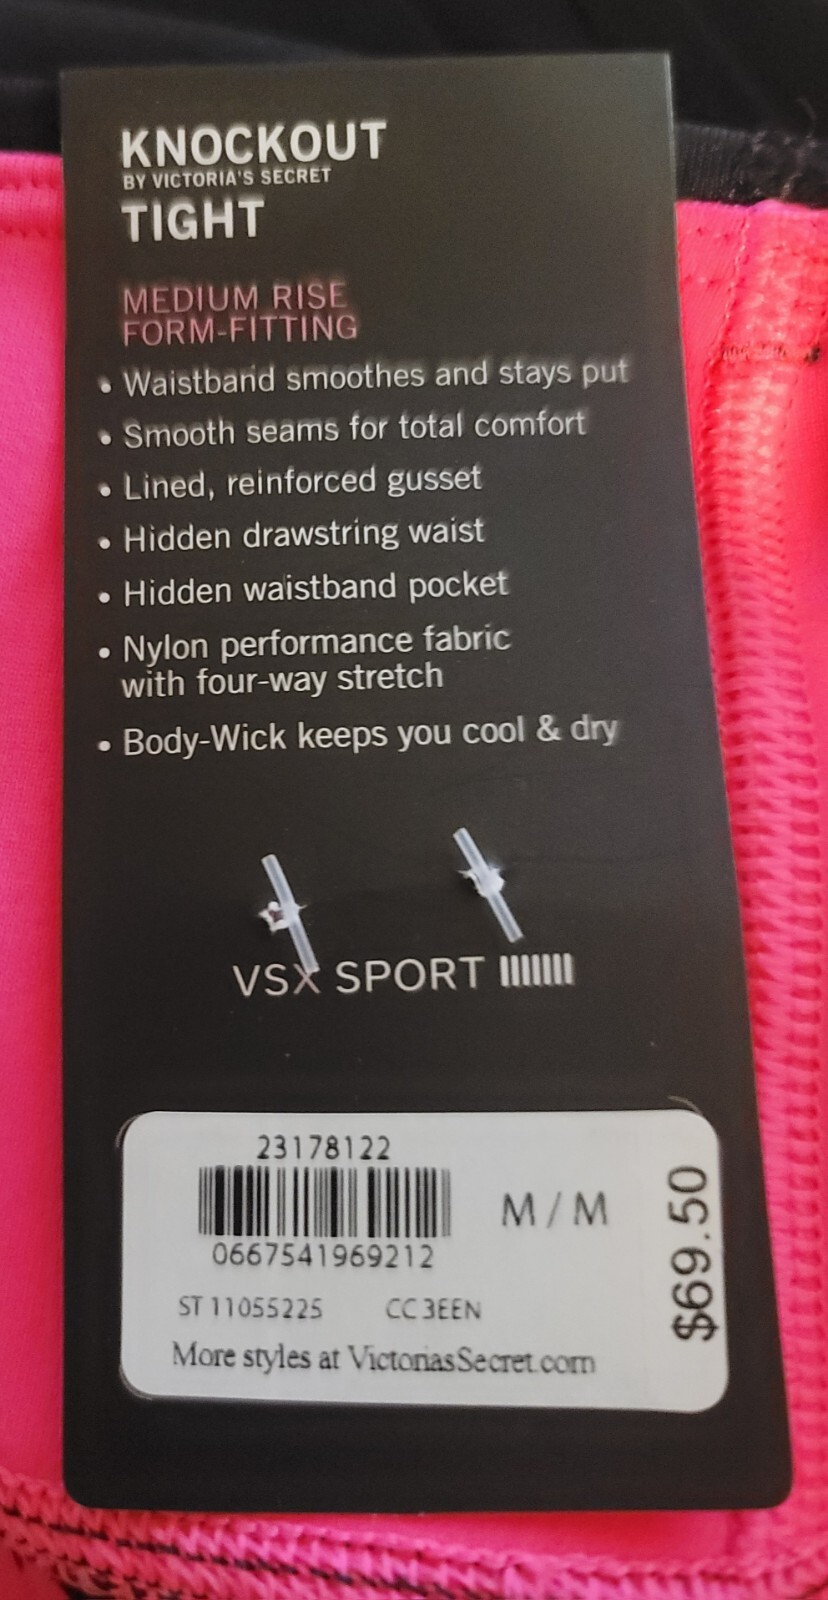 KNOCKOUT
BY VICTORIA'S SECRET
TIGHT
MEDIUM RISE
FORM-FITTING
• Waistband smoothes and stays put
• Smooth seams for total comfort
• Lined, reinforced gusset
• Hidden drawstring waist
• Hidden waistband pocket
• Nylon performance fabric
with four-way stretch
• Body-Wick keeps you cool & dry
VSX SPORT
23178122
0667541969212
M / M
$69.50
ST 11055225 CC 3EEN
More styles at VictoriasSecret.com